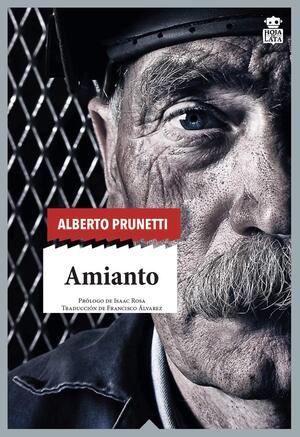 HOJA
DE LATA
ALBERTO PRUNETTI
Amianto
PRÓLOGO DE ISAAC ROSA
TRADUCCIÓN DE FRANCISCO ÁLVAREZ